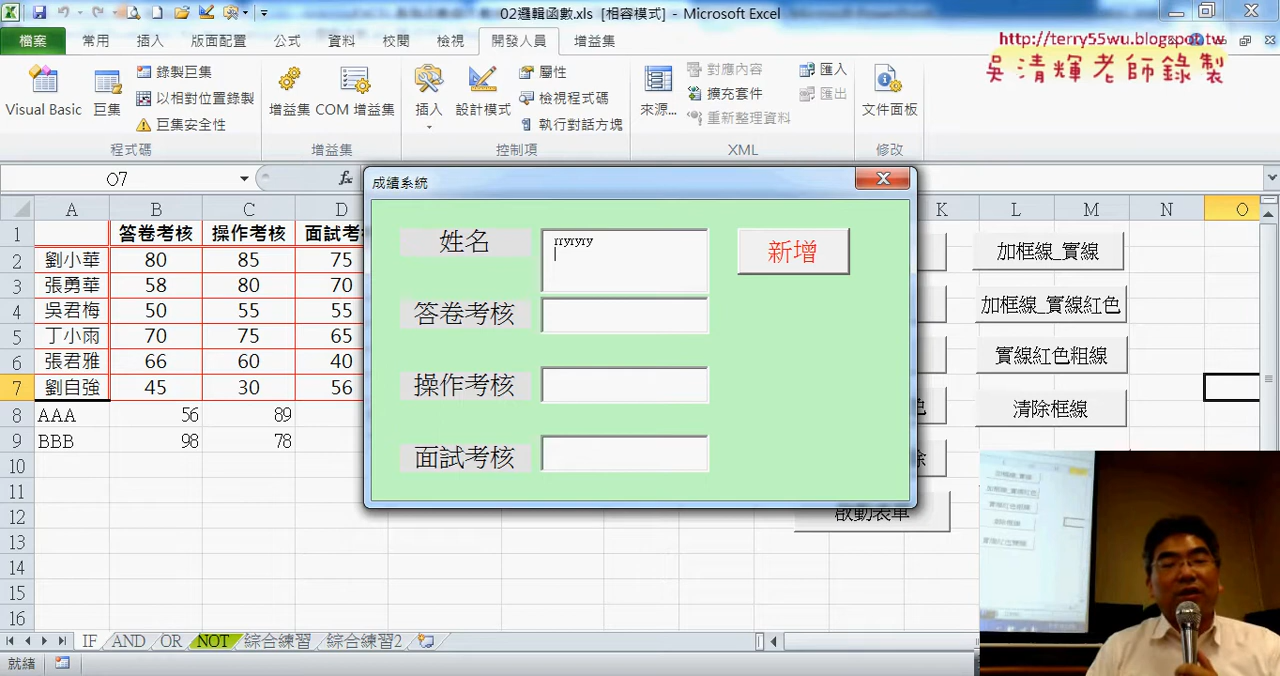 02邏輯函數.xls [相容模式] - Microsoft Excel
檔案 常用 插入 版面配置 公式 資料 校閱 檢視 開發人員 增益集
http://terry55wu.blogspot.tw
吳清輝老師錄製
Visual Basic 巨集 錄製巨集 以相對位置錄製 巨集安全性
增益集 COM 增益集
插入 設計模式 屬性 檢視程式碼 執行對話方塊
來源... 對應內容 擴充套件 重新整理資料 匯入 匯出
文件面板
程式碼 增益集 控制項 XML 修改
O7 fx
A B C D K L M N O
1 答卷考核 操作考核 面試考
2 劉小華 80 85 75
3 張勇華 58 80 70
4 吳君梅 50 55 55
5 丁小雨 70 75 65
6 張君雅 66 60 40
7 劉自強 45 30 56
8 AAA 56 89
9 BBB 98 78
10
11
12
13
14
15
16
成績系統
姓名 rryryry 新增
答卷考核
操作考核
面試考核
加框線_實線
加框線_實線紅色
實線紅色粗線
清除框線
啟動表單
IF AND OR NOT 綜合練習 綜合練習2
就緒